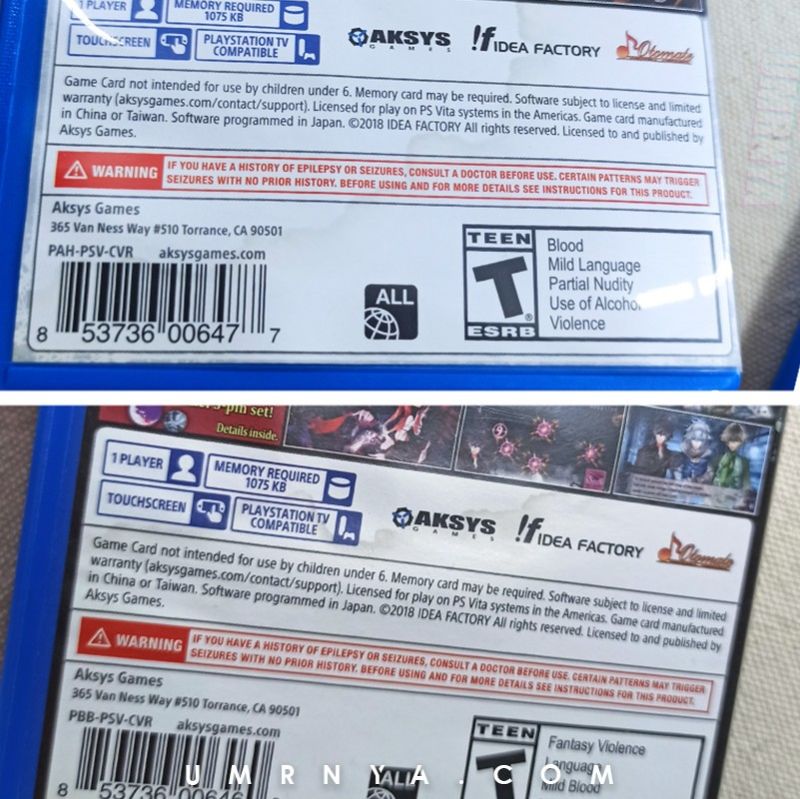 1 PLAYER
MEMORY REQUIRED
1075 KB
TOUCHSCREEN
PLAYSTATION TV
COMPATIBLE
AKSYS
GAMES
IDEA FACTORY
Otomate
Game Card not intended for use by children under 6. Memory card may be required. Software subject to license and limited
warranty (aksysgames.com/contact/support). Licensed for play on PS Vita systems in the Americas. Game card manufactured
in China or Taiwan. Software programmed in Japan. ©2018 IDEA FACTORY All rights reserved. Licensed to and published by
Aksys Games.
WARNING
IF YOU HAVE A HISTORY OF EPILEPSY OR SEIZURES, CONSULT A DOCTOR BEFORE USE. CERTAIN PATTERNS MAY TRIGGER
SEIZURES WITH NO PRIOR HISTORY. BEFORE USING AND FOR MORE DETAILS SEE INSTRUCTIONS FOR THIS PRODUCT.
Aksys Games
365 Van Ness Way #510 Torrance, CA 90501
PAH-PSV-CVR aksysgames.com
8 53736 00647 7
ALL
TEEN
T
®
ESRB
Blood
Mild Language
Partial Nudity
Use of Alcohol
Violence
pin set!
Details inside.
1 PLAYER
MEMORY REQUIRED
1075 KB
TOUCHSCREEN
PLAYSTATION TV
COMPATIBLE
AKSYS
GAMES
IDEA FACTORY
Otomate
Game Card not intended for use by children under 6. Memory card may be required. Software subject to license and limited
warranty (aksysgames.com/contact/support). Licensed for play on PS Vita systems in the Americas. Game card manufactured
in China or Taiwan. Software programmed in Japan. ©2018 IDEA FACTORY All rights reserved. Licensed to and published by
Aksys Games.
WARNING
IF YOU HAVE A HISTORY OF EPILEPSY OR SEIZURES, CONSULT A DOCTOR BEFORE USE. CERTAIN PATTERNS MAY TRIGGER
SEIZURES WITH NO PRIOR HISTORY. BEFORE USING AND FOR MORE DETAILS SEE INSTRUCTIONS FOR THIS PRODUCT.
Aksys Games
365 Van Ness Way #510 Torrance, CA 90501
PBB-PSV-CVR aksysgames.com
8 53736 00646
ALL
TEEN
T
Fantasy Violence
Language
Mild Blood
UMRNYA.COM